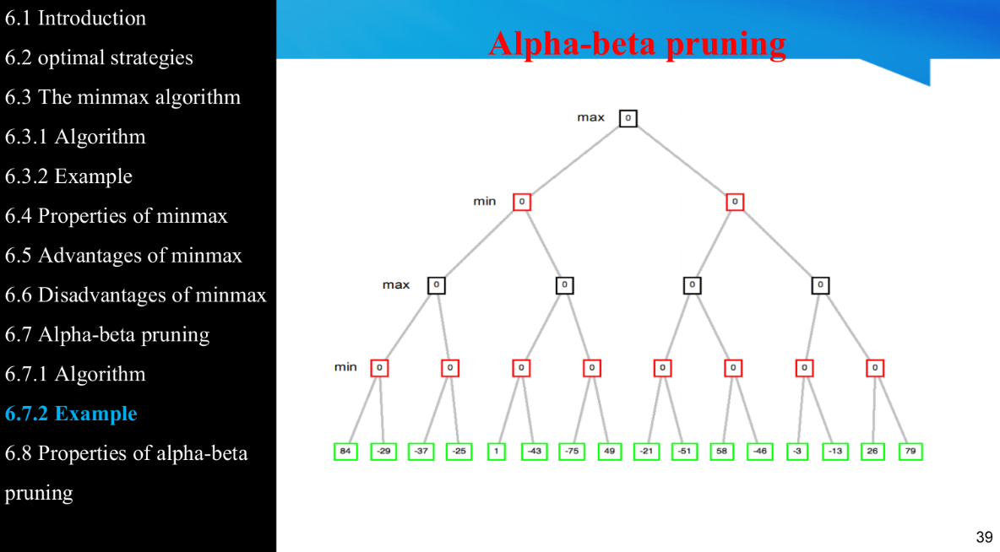 6.1 Introduction
6.2 optimal strategies
6.3 The minmax algorithm
6.3.1 Algorithm
6.3.2 Example
6.4 Properties of minmax
6.5 Advantages of minmax
6.6 Disadvantages of minmax
6.7 Alpha-beta pruning
6.7.1 Algorithm
6.7.2 Example
6.8 Properties of alpha-beta
pruning
Alpha-beta pruning
max 0
min 0 0
max 0 0 0 0
min 0 0 0 0 0 0 0 0
84 -29 -37 -25 1 -43 -75 49 -21 -51 58 -46 -3 -13 26 79
39